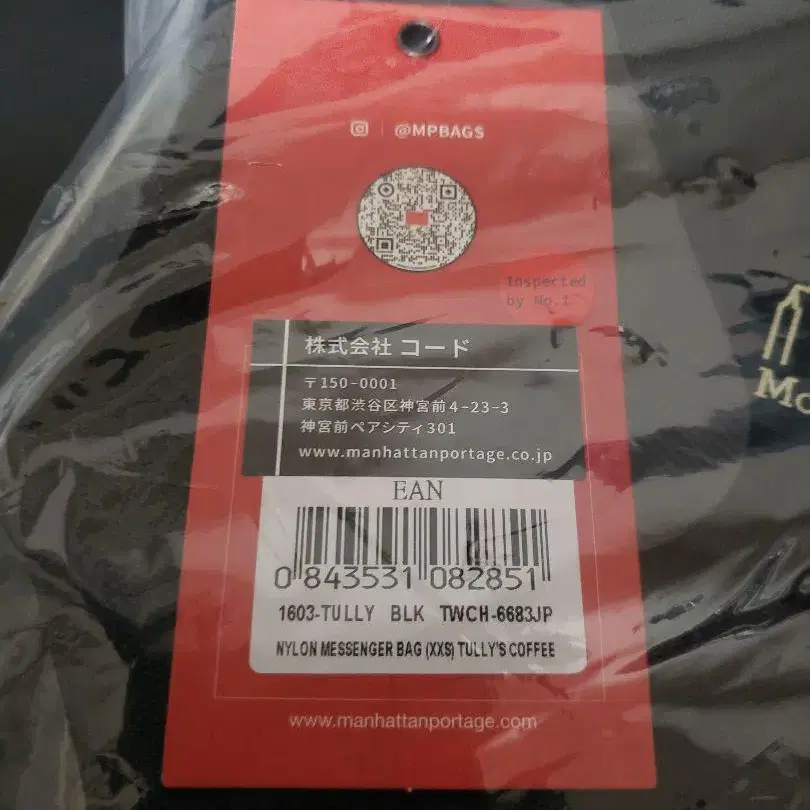 @MPBAGS
Inspected
by No.1
株式会社 コード
〒150-0001
東京都渋谷区神宮前4-23-3
神宮前ペアシティ301
www.manhattanportage.co.jp
EAN
0 843531 082851
1603-TULLY BLK TWCH-6683JP
NYLON MESSENGER BAG (XXS) TULLY'S COFFEE
www.manhattanportage.com